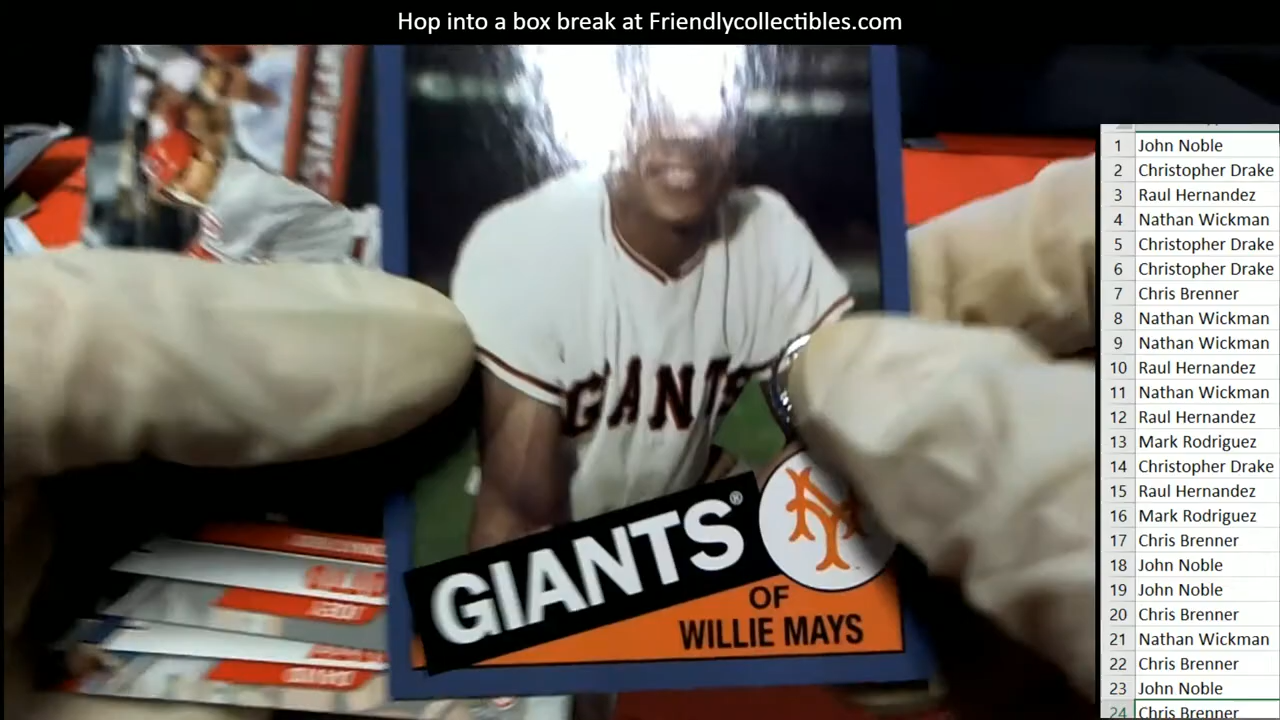 Hop into a box break at Friendlycollectibles.com
GIANTS
GIANTS®
OF
WILLIE MAYS
1 John Noble
2 Christopher Drake
3 Raul Hernandez
4 Nathan Wickman
5 Christopher Drake
6 Christopher Drake
7 Chris Brenner
8 Nathan Wickman
9 Nathan Wickman
10 Raul Hernandez
11 Nathan Wickman
12 Raul Hernandez
13 Mark Rodriguez
14 Christopher Drake
15 Raul Hernandez
16 Mark Rodriguez
17 Chris Brenner
18 John Noble
19 John Noble
20 Chris Brenner
21 Nathan Wickman
22 Chris Brenner
23 John Noble
24 Chris Brenner